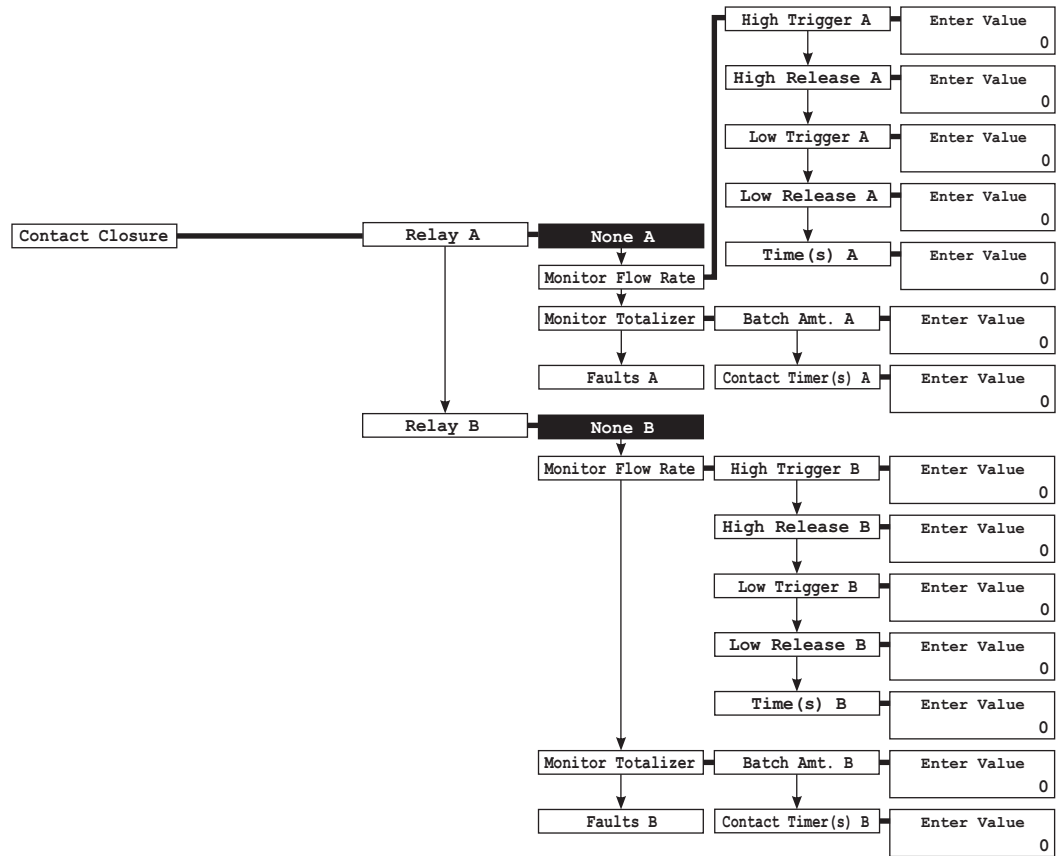 High Trigger A
Enter Value
0
High Release A
Enter Value
0
Low Trigger A
Enter Value
0
Low Release A
Enter Value
0
Contact Closure
Relay A
None A
Time(s) A
Enter Value
0
Monitor Flow Rate
Monitor Totalizer
Batch Amt. A
Enter Value
0
Faults A
Contact Timer(s) A
Enter Value
0
Relay B
None B
Monitor Flow Rate
High Trigger B
Enter Value
0
High Release B
Enter Value
0
Low Trigger B
Enter Value
0
Low Release B
Enter Value
0
Time(s) B
Enter Value
0
Monitor Totalizer
Batch Amt. B
Enter Value
0
Faults B
Contact Timer(s) B
Enter Value
0